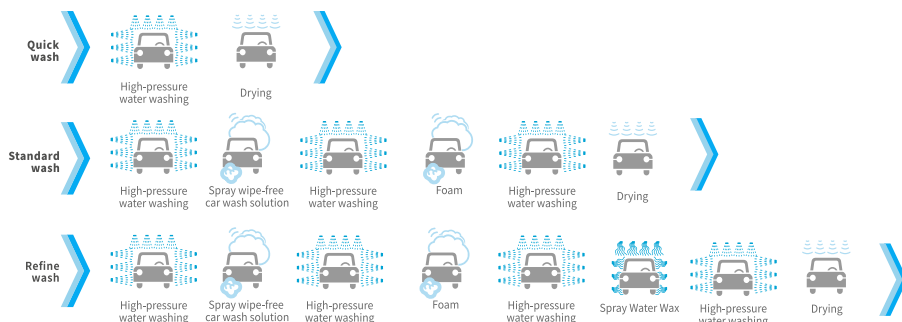 Quick
wash
High-pressure
water washing
Drying
Standard
wash
High-pressure
water washing
Spray wipe-free
car wash solution
High-pressure
water washing
Foam
High-pressure
water washing
Drying
Refine
wash
High-pressure
water washing
Spray wipe-free
car wash solution
High-pressure
water washing
Foam
High-pressure
water washing
Spray Water Wax
High-pressure
water washing
Drying